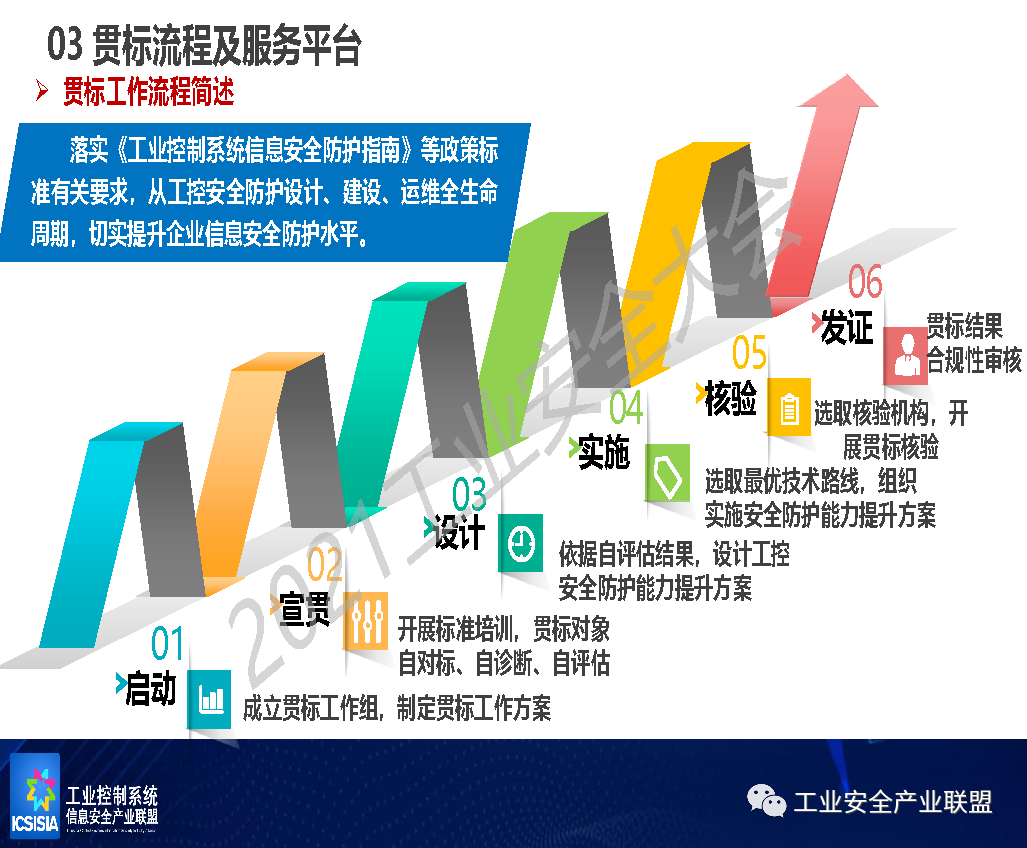 03 贯标流程及服务平台
贯标工作流程简述
落实《工业控制系统信息安全防护指南》等政策标
准有关要求，从工控安全防护设计、建设、运维全生命
周期，切实提升企业信息安全防护水平。
01
启动
成立贯标工作组，制定贯标工作方案
02
宣贯
开展标准培训，贯标对象
自对标、自诊断、自评估
03
设计
依据自评估结果，设计工控
安全防护能力提升方案
04
实施
选取最优技术路线，组织
实施安全防护能力提升方案
05
核验
选取核验机构，开
展贯标核验
06
发证
贯标结果
合规性审核
2021工业安全大会
ICSISIA
工业控制系统
信息安全产业联盟
工业安全产业联盟